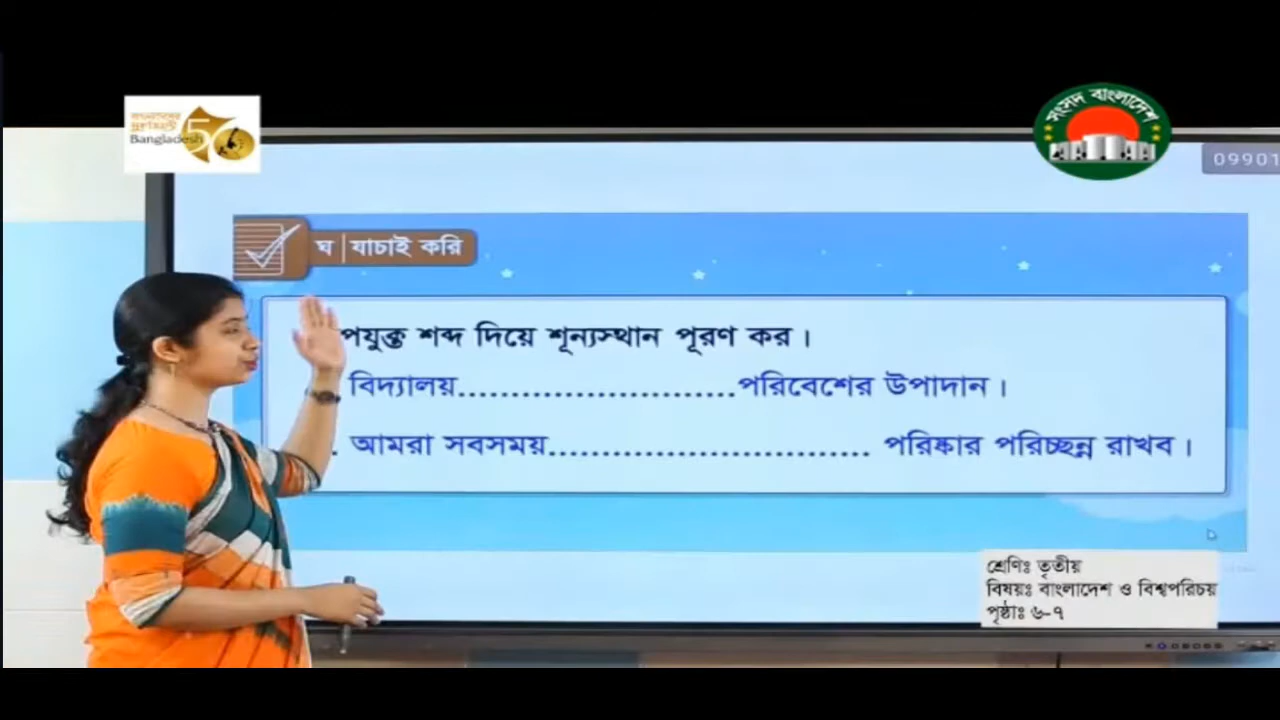 Bangladesh 50
সংসদ বাংলাদেশ
09901
ঘ যাচাই করি
পযুক্ত শব্দ দিয়ে শূন্যস্থান পূরণ কর।
বিদ্যালয়.........................পরিবেশের উপাদান।
. আমরা সবসময়.............................. পরিষ্কার পরিচ্ছন্ন রাখব।
শ্রেণিঃ তৃতীয়
বিষয়ঃ বাংলাদেশ ও বিশ্বপরিচয়
পৃষ্ঠাঃ ৬-৭